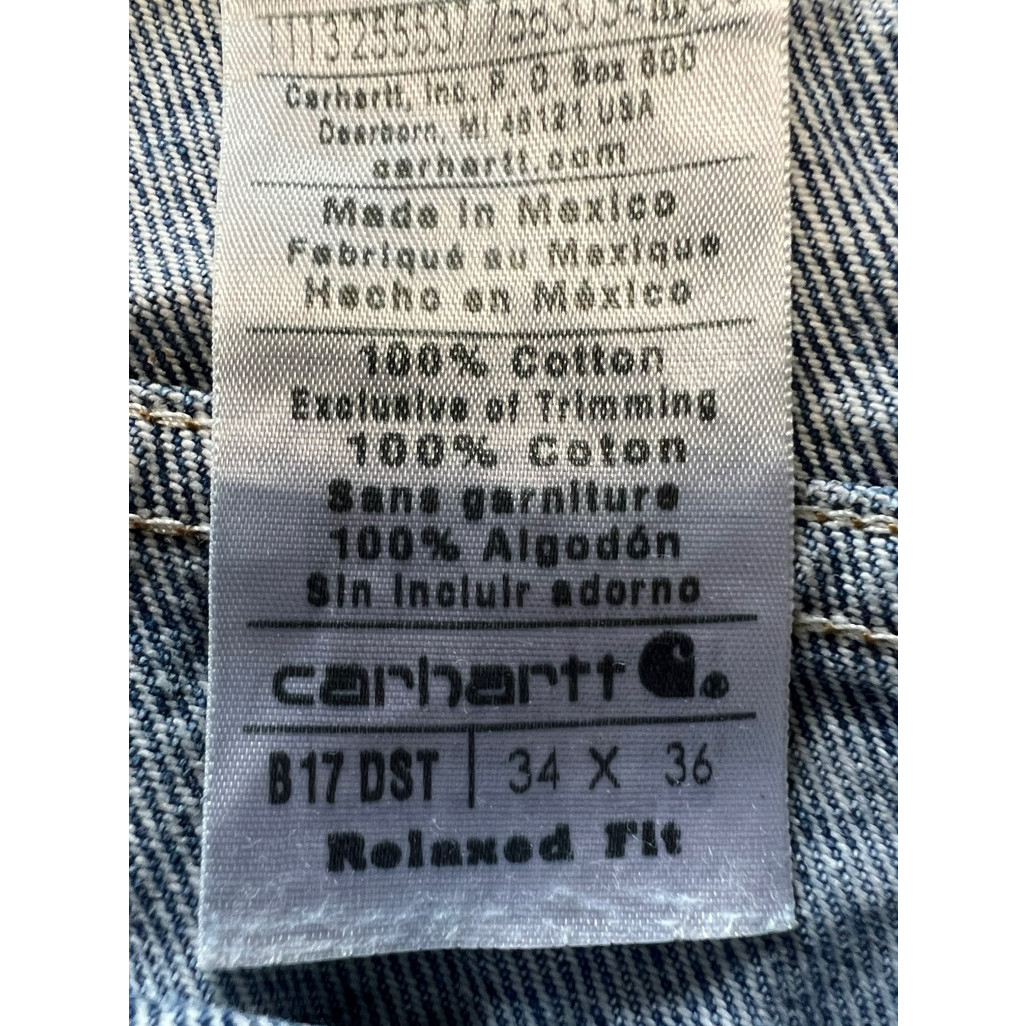 Carhartt, Inc. P. O. Box 600
Dearborn, MI 48121 USA
carhartt.com
Made in Mexico
Fabriqué au Mexique
Hecho en México
100% Cotton
Exclusive of Trimming
100% Coton
Sans garniture
100% Algodón
Sin incluir adorno
carhartt ®
B17 DST | 34 X 36
Relaxed Fit